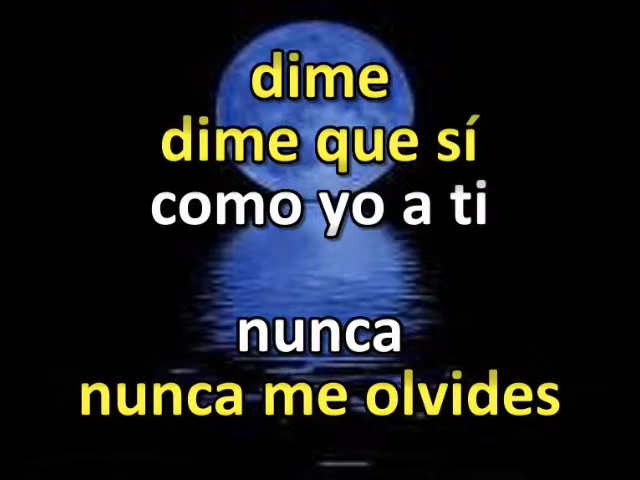 dime
dime que sí
como yo a ti
nunca
nunca me olvides